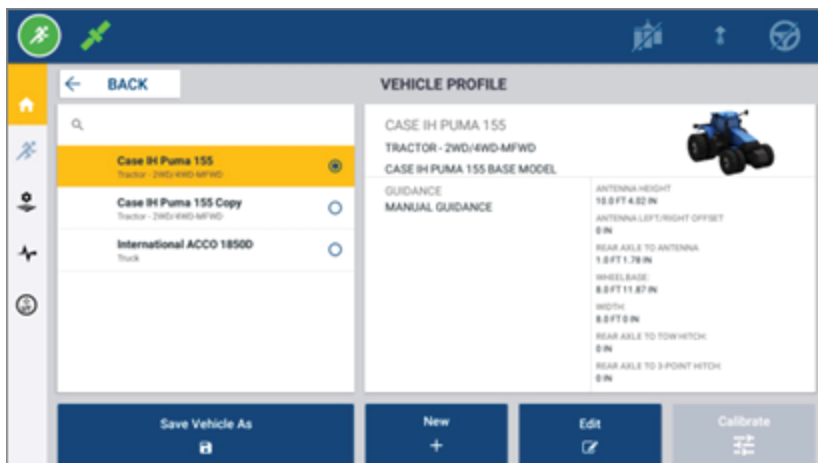 BACK
VEHICLE PROFILE
Case IH Puma 155
Tractor - 2WD/4WD-MFWD
Case IH Puma 155 Copy
Tractor - 2WD/4WD-MFWD
International ACCO 1850D
Truck
CASE IH PUMA 155
TRACTOR - 2WD/4WD-MFWD
CASE IH PUMA 155 BASE MODEL
GUIDANCE
MANUAL GUIDANCE
ANTENNA HEIGHT
10.0 FT 4.02 IN
ANTENNA LEFT/RIGHT OFFSET
0 IN
REAR AXLE TO ANTENNA
1.0 FT 1.78 IN
WHEELBASE:
8.0 FT 11.87 IN
WIDTH:
8.0 FT 0 IN
REAR AXLE TO TOW HITCH:
0 IN
REAR AXLE TO 3-POINT HITCH:
0 IN
Save Vehicle As
New
Edit
Calibrate